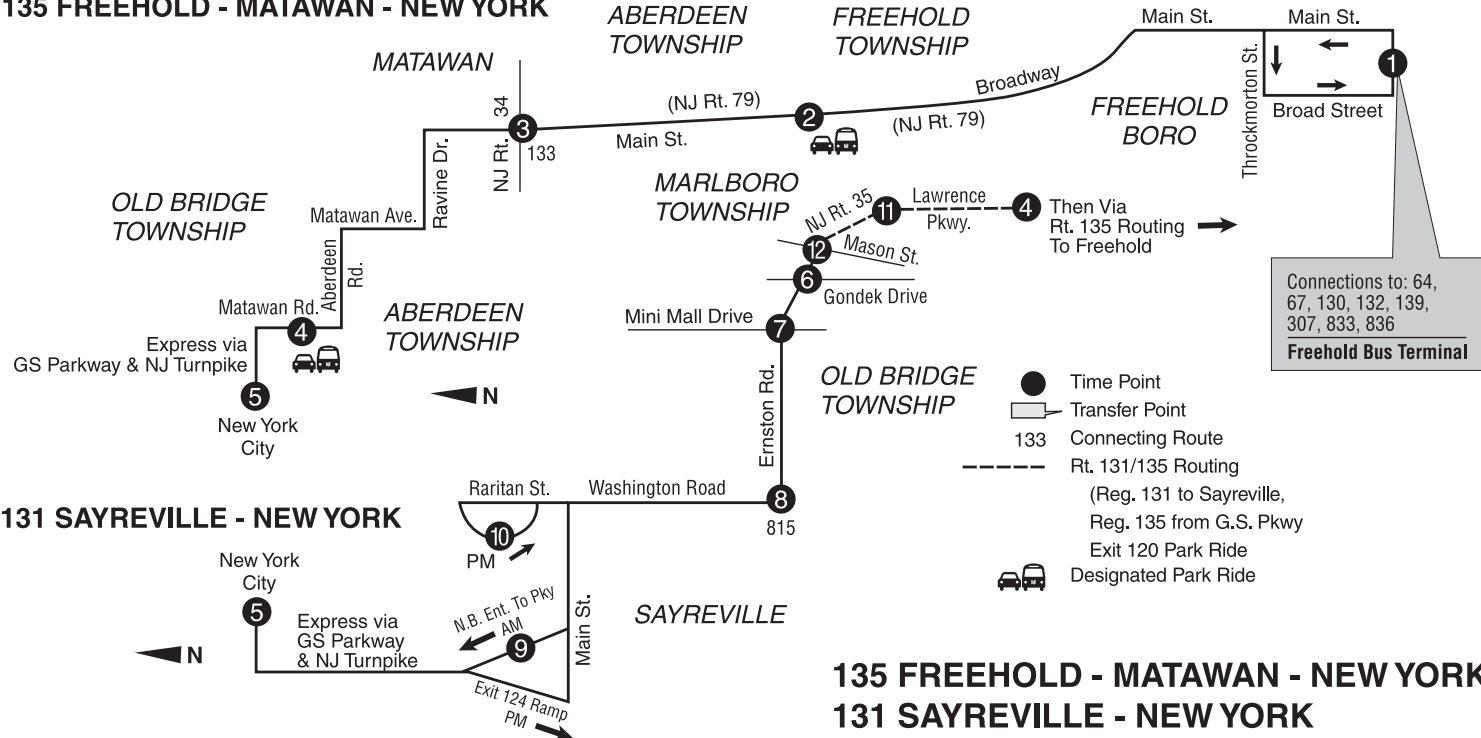 135 FREEHOLD - MATAWAN - NEW YORK
ABERDEEN
TOWNSHIP
FREEHOLD
TOWNSHIP
Main St.
Main St.
MATAWAN
NJ Rt. 34
3
133
(NJ Rt. 79)
Main St.
2
Broadway
(NJ Rt. 79)
FREEHOLD
BORO
Throckmorton St.
1
Broad Street
Ravine Dr.
OLD BRIDGE
TOWNSHIP
Matawan Ave.
Aberdeen
Rd.
Matawan Rd.
4
ABERDEEN
TOWNSHIP
Express via
GS Parkway & NJ Turnpike
5
New York
City
N
MARLBORO
TOWNSHIP
NJ Rt. 35
11
Lawrence
Pkwy.
4
Then Via
Rt. 135 Routing
To Freehold
12
Mason St.
6
Gondek Drive
Mini Mall Drive
7
Connections to: 64,
67, 130, 132, 139,
307, 833, 836
Freehold Bus Terminal
Ernston Rd.
OLD BRIDGE
TOWNSHIP
Time Point
Transfer Point
133 Connecting Route
Rt. 131/135 Routing
(Reg. 131 to Sayreville,
Reg. 135 from G.S. Pkwy
Exit 120 Park Ride
Designated Park Ride
131 SAYREVILLE - NEW YORK
Raritan St.
Washington Road
8
815
10
PM
New York
City
5
Express via
GS Parkway
& NJ Turnpike
N
N.B. Ent. To Pky
AM
9
Main St.
Exit 124 Ramp
PM
SAYREVILLE
135 FREEHOLD - MATAWAN - NEW YORK
131 SAYREVILLE - NEW YORK